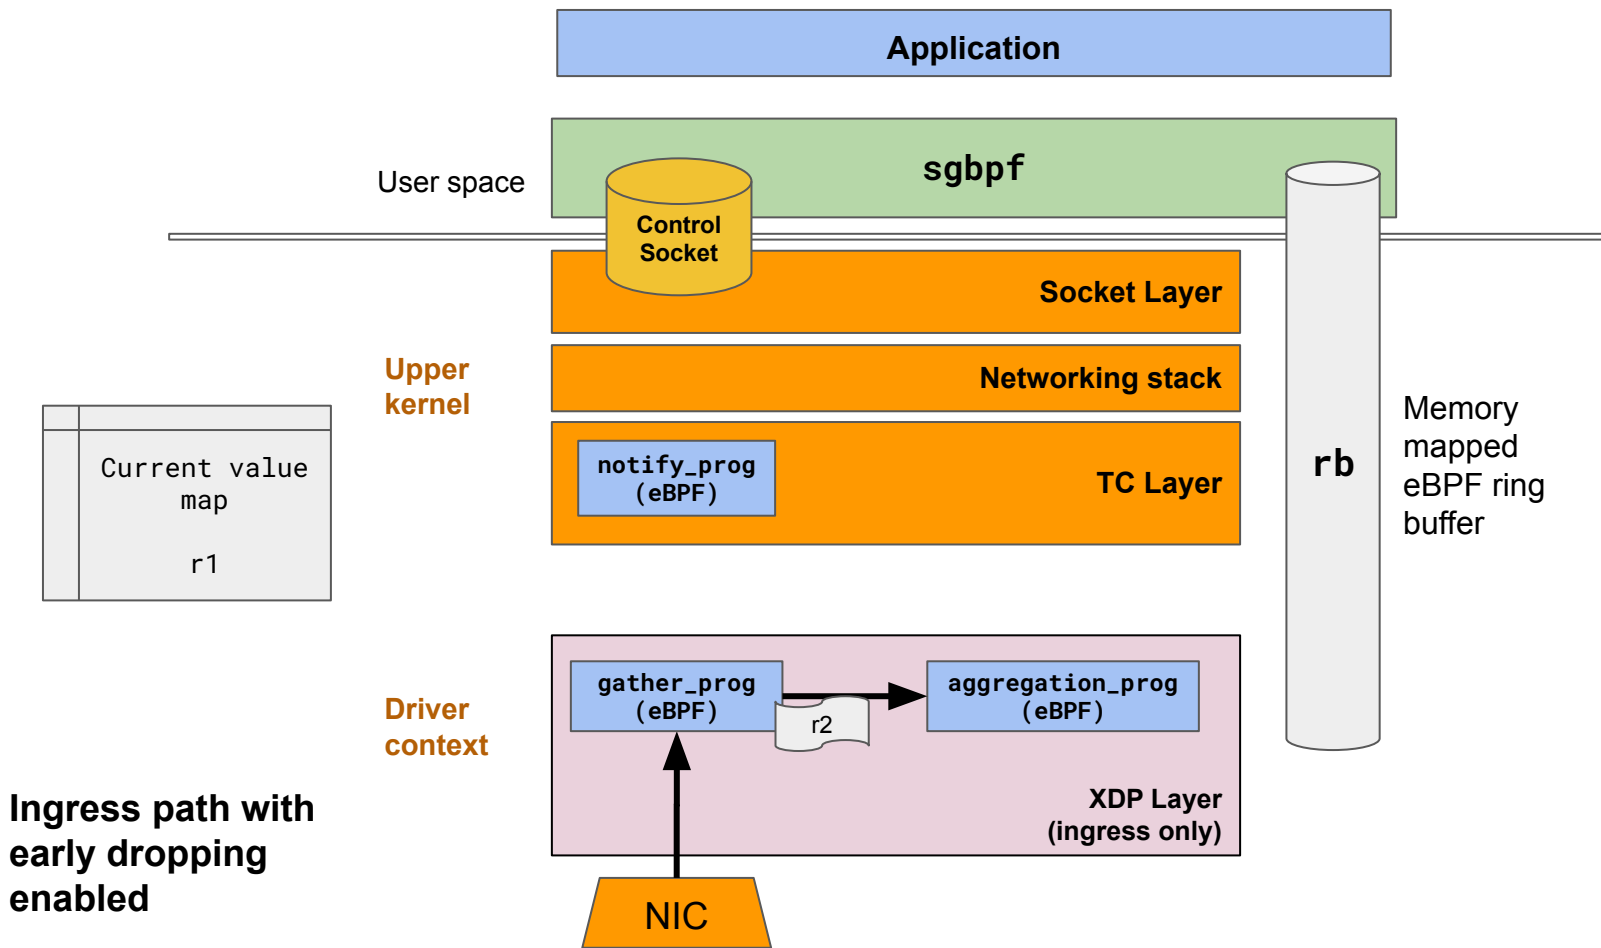 Application
sgbpf
User space
Control
Socket
Socket Layer
Upper
kernel
Networking stack
Current value
map
r1
notify_prog
(eBPF)
TC Layer
rb
Memory
mapped
eBPF ring
buffer
Driver
context
gather_prog
(eBPF)
r2
aggregation_prog
(eBPF)
XDP Layer
(ingress only)
Ingress path with
early dropping
enabled
NIC